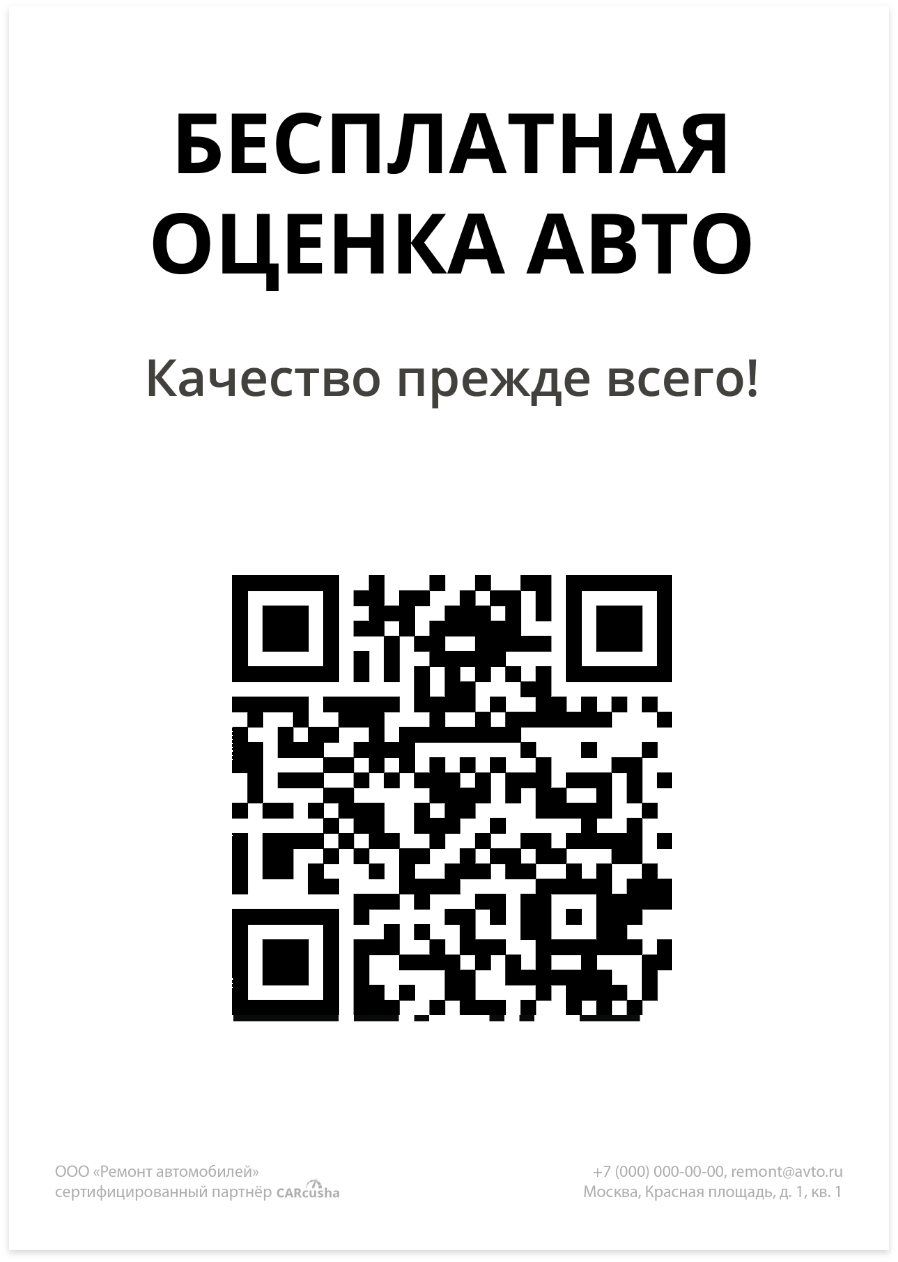 БЕСПЛАТНАЯ
ОЦЕНКА АВТО
Качество прежде всего!
ООО «Ремонт автомобилей»
сертифицированный партнёр CARcusha
+7 (000) 000-00-00, remont@avto.ru
Москва, Красная площадь, д. 1, кв. 1